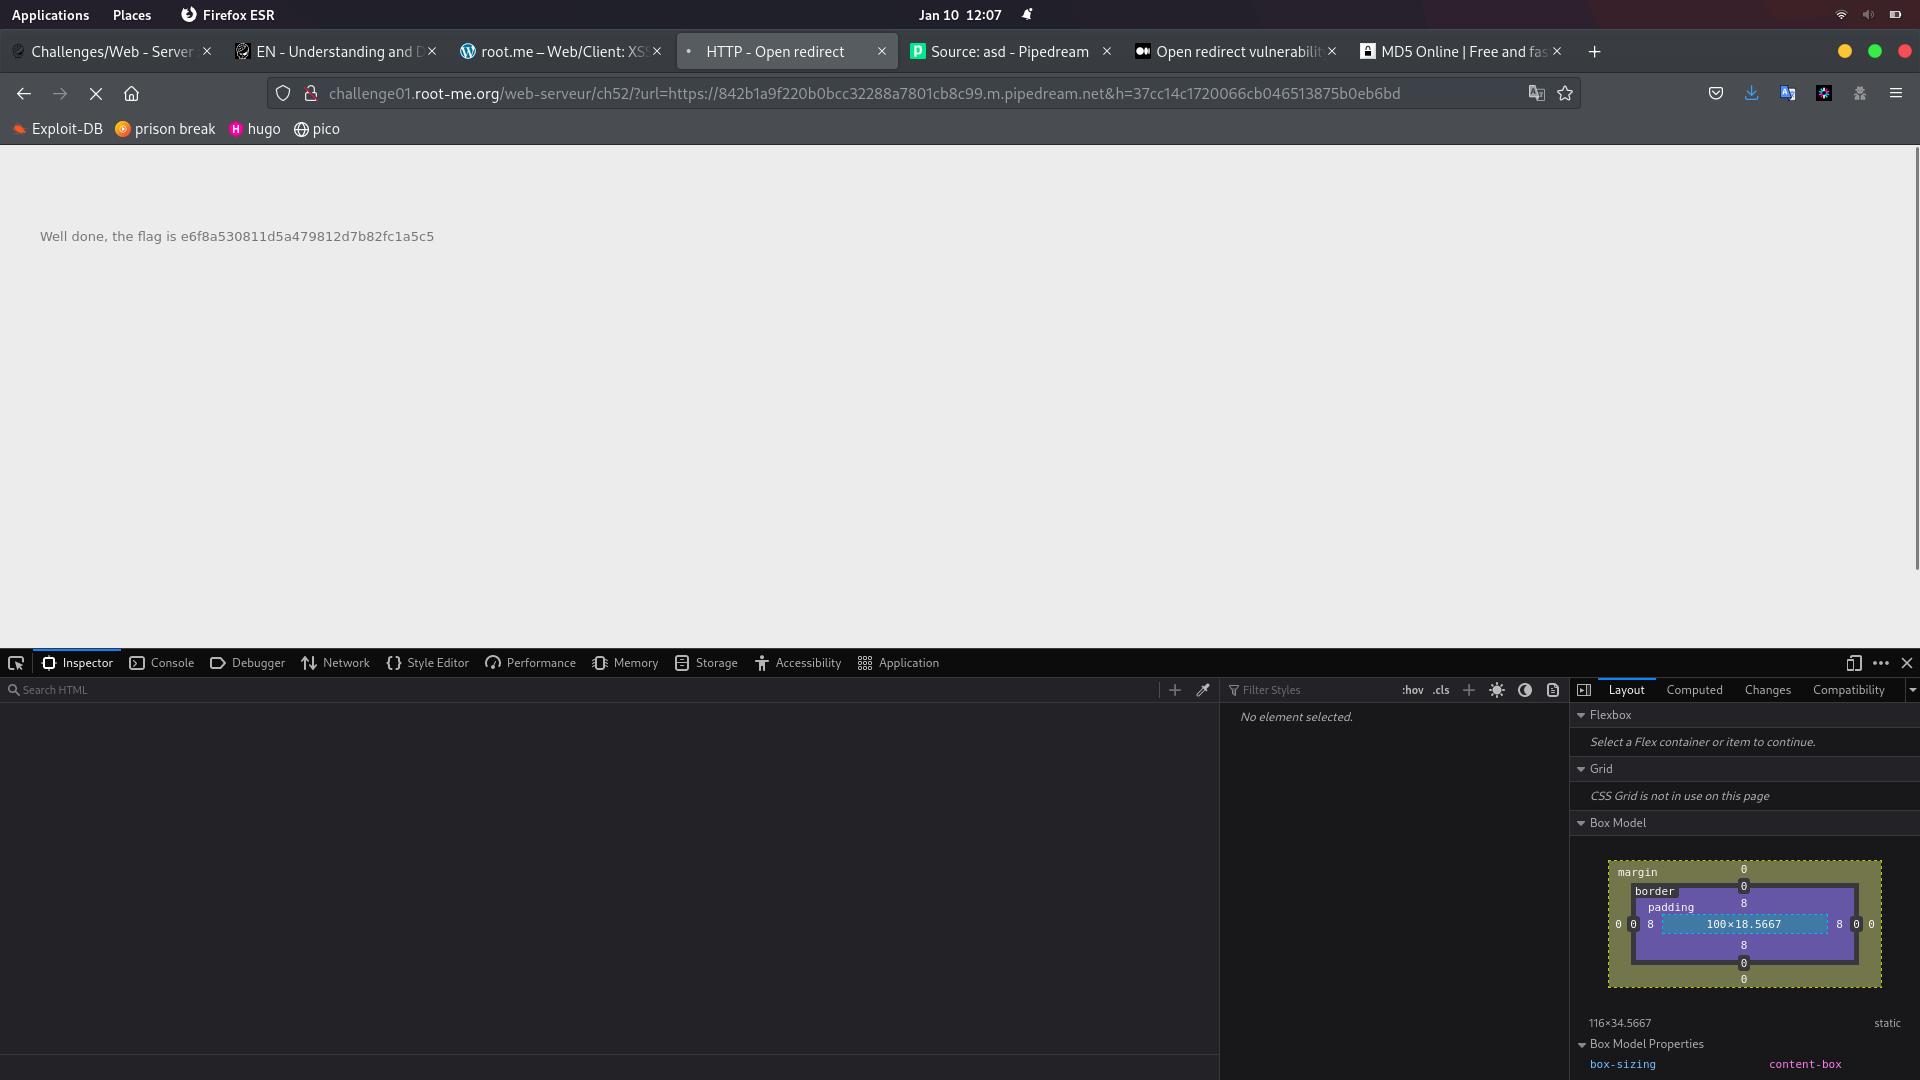 Applications Places Firefox ESR Jan 10 12:07
Challenges/Web - Server EN - Understanding and D root.me – Web/Client: XSS HTTP - Open redirect Source: asd - Pipedream Open redirect vulnerabilit MD5 Online | Free and fas
challenge01.root-me.org/web-serveur/ch52/?url=https://842b1a9f220b0bcc32288a7801cb8c99.m.pipedream.net&h=37cc14c1720066cb046513875b0eb6bd
Exploit-DB prison break hugo pico
Well done, the flag is e6f8a530811d5a479812d7b82fc1a5c5
Inspector Console Debugger Network Style Editor Performance Memory Storage Accessibility Application
Search HTML Filter Styles :hov .cls Layout Computed Changes Compatibility
No element selected.
Flexbox
Select a Flex container or item to continue.
Grid
CSS Grid is not in use on this page
Box Model
margin 0
border 0
padding 8
0 0 8 100×18.5667 8 0 0
8
0
0
116×34.5667 static
Box Model Properties
box-sizing content-box